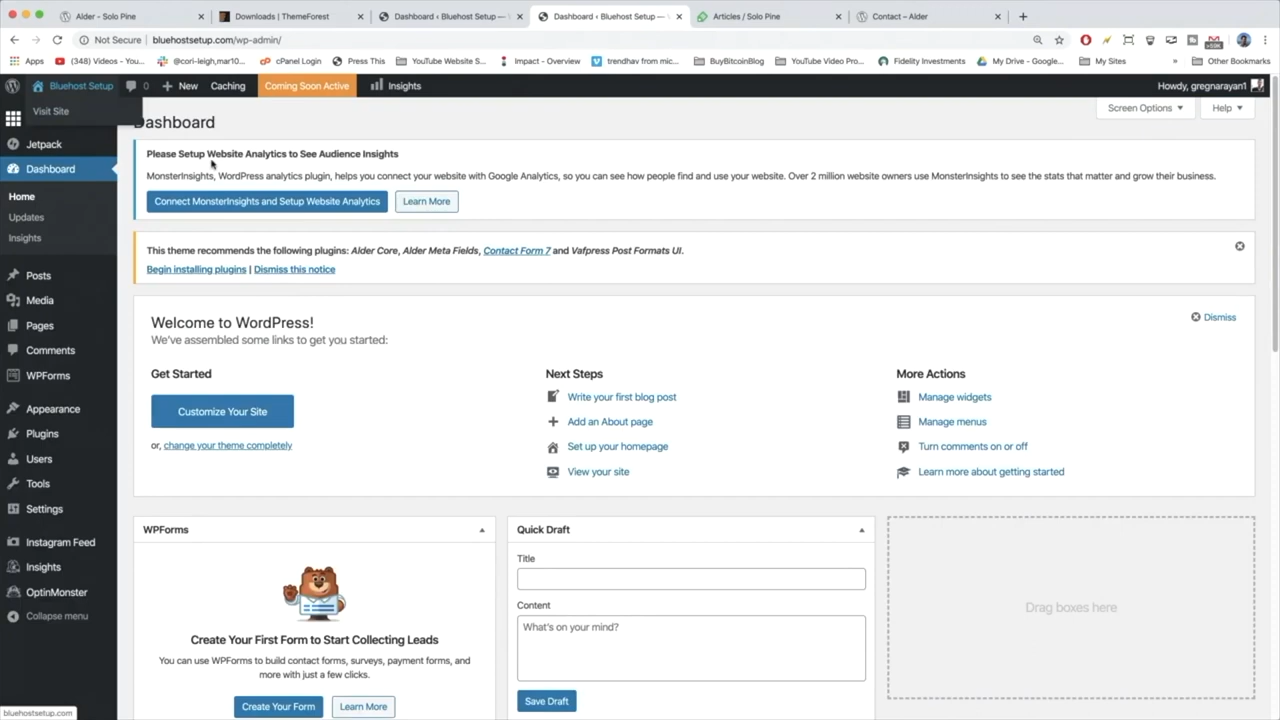 Alder - Solo Pine
Downloads | ThemeForest
Dashboard ‹ Bluehost Setup —
Dashboard ‹ Bluehost Setup —
Articles / Solo Pine
Contact – Alder
Not Secure | bluehostsetup.com/wp-admin/
Apps
(348) Videos - You...
@cori-leigh,mar10...
cPanel Login
Press This
YouTube Website S...
Impact - Overview
trendhav from mic...
BuyBitcoinBlog
YouTube Video Pro...
Fidelity Investments
My Drive - Google...
My Sites
»
Other Bookmarks
Bluehost Setup
0
New
Caching
Coming Soon Active
Insights
Howdy, gregnarayan1
Visit Site
Screen Options
Help
Jetpack
Dashboard
Home
Updates
Insights
Posts
Media
Pages
Comments
WPForms
Appearance
Plugins
Users
Tools
Settings
Instagram Feed
Insights
OptinMonster
Collapse menu
Dashboard
Please Setup Website Analytics to See Audience Insights
MonsterInsights, WordPress analytics plugin, helps you connect your website with Google Analytics, so you can see how people find and use your website. Over 2 million website owners use MonsterInsights to see the stats that matter and grow their business.
Connect MonsterInsights and Setup Website Analytics
Learn More
This theme recommends the following plugins: Alder Core, Alder Meta Fields, Contact Form 7 and Vafpress Post Formats UI.
Begin installing plugins | Dismiss this notice
Welcome to WordPress!
Dismiss
We've assembled some links to get you started:
Get Started
Customize Your Site
or, change your theme completely
Next Steps
Write your first blog post
Add an About page
Set up your homepage
View your site
More Actions
Manage widgets
Manage menus
Turn comments on or off
Learn more about getting started
WPForms
Create Your First Form to Start Collecting Leads
You can use WPForms to build contact forms, surveys, payment forms, and
more with just a few clicks.
Create Your Form
Learn More
Quick Draft
Title
Content
What's on your mind?
Save Draft
Drag boxes here
bluehostsetup.com